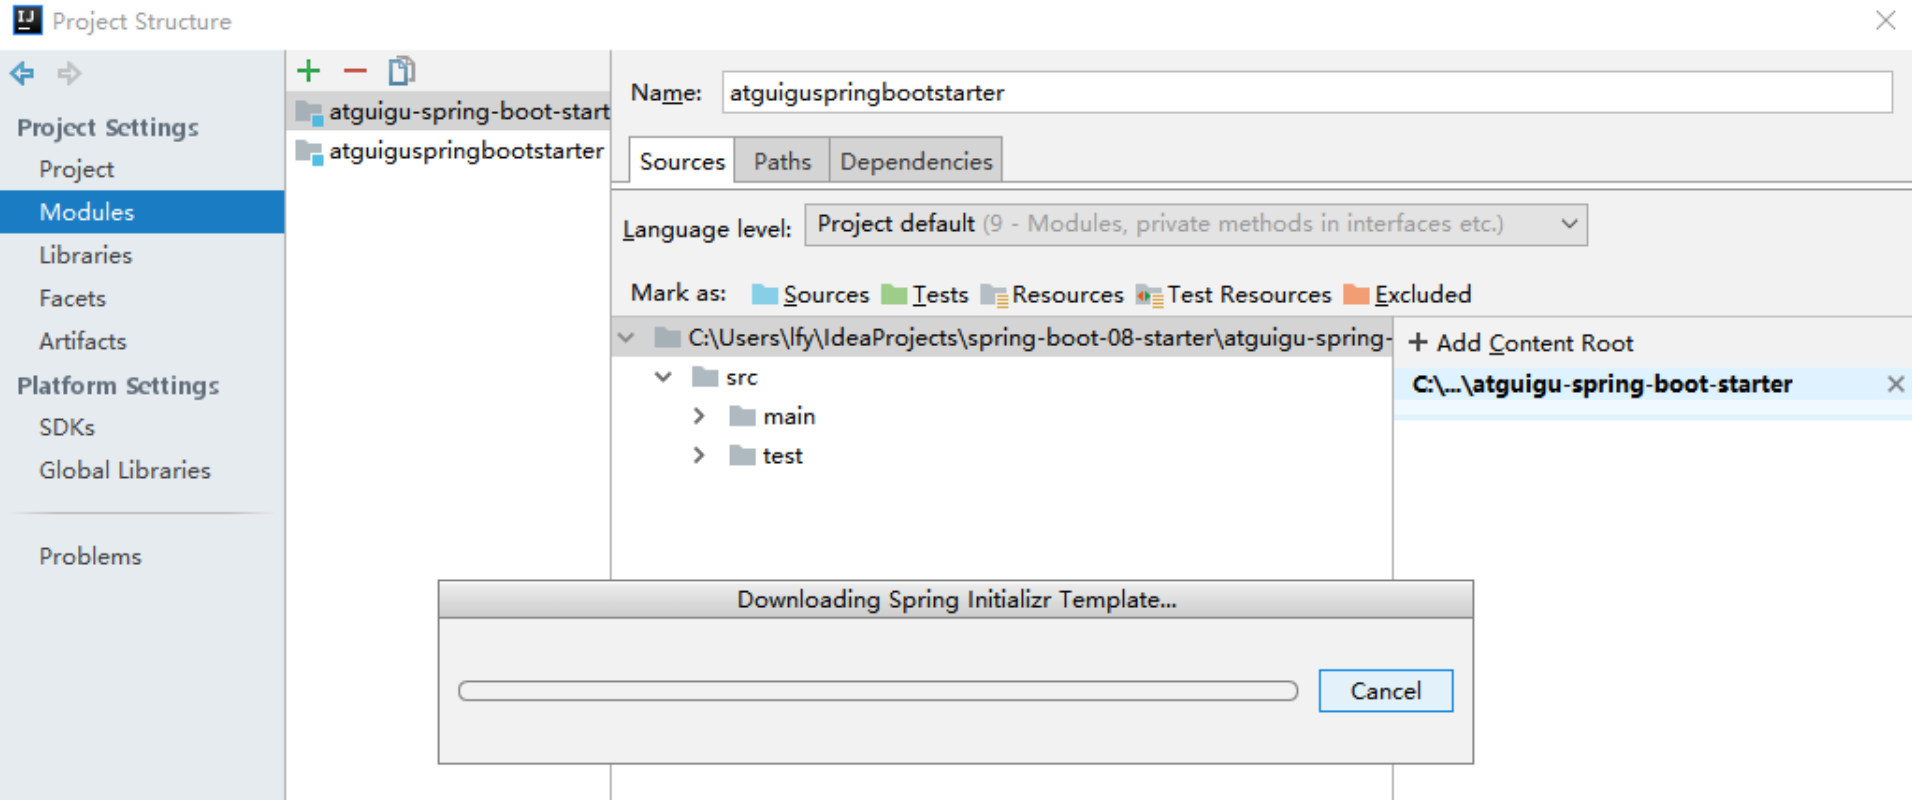 Project Structure
Project Settings
Project
Modules
Libraries
Facets
Artifacts
Platform Settings
SDKs
Global Libraries
Problems
atguigu-spring-boot-start
atguiguspringbootstarter
Name: atguiguspringbootstarter
Sources Paths Dependencies
Language level: Project default (9 - Modules, private methods in interfaces etc.)
Mark as: Sources Tests Resources Test Resources Excluded
C:\Users\lfy\IdeaProjects\spring-boot-08-starter\atguigu-spring-
src
main
test
+ Add Content Root
C:\...\atguigu-spring-boot-starter
Downloading Spring Initializr Template...
Cancel